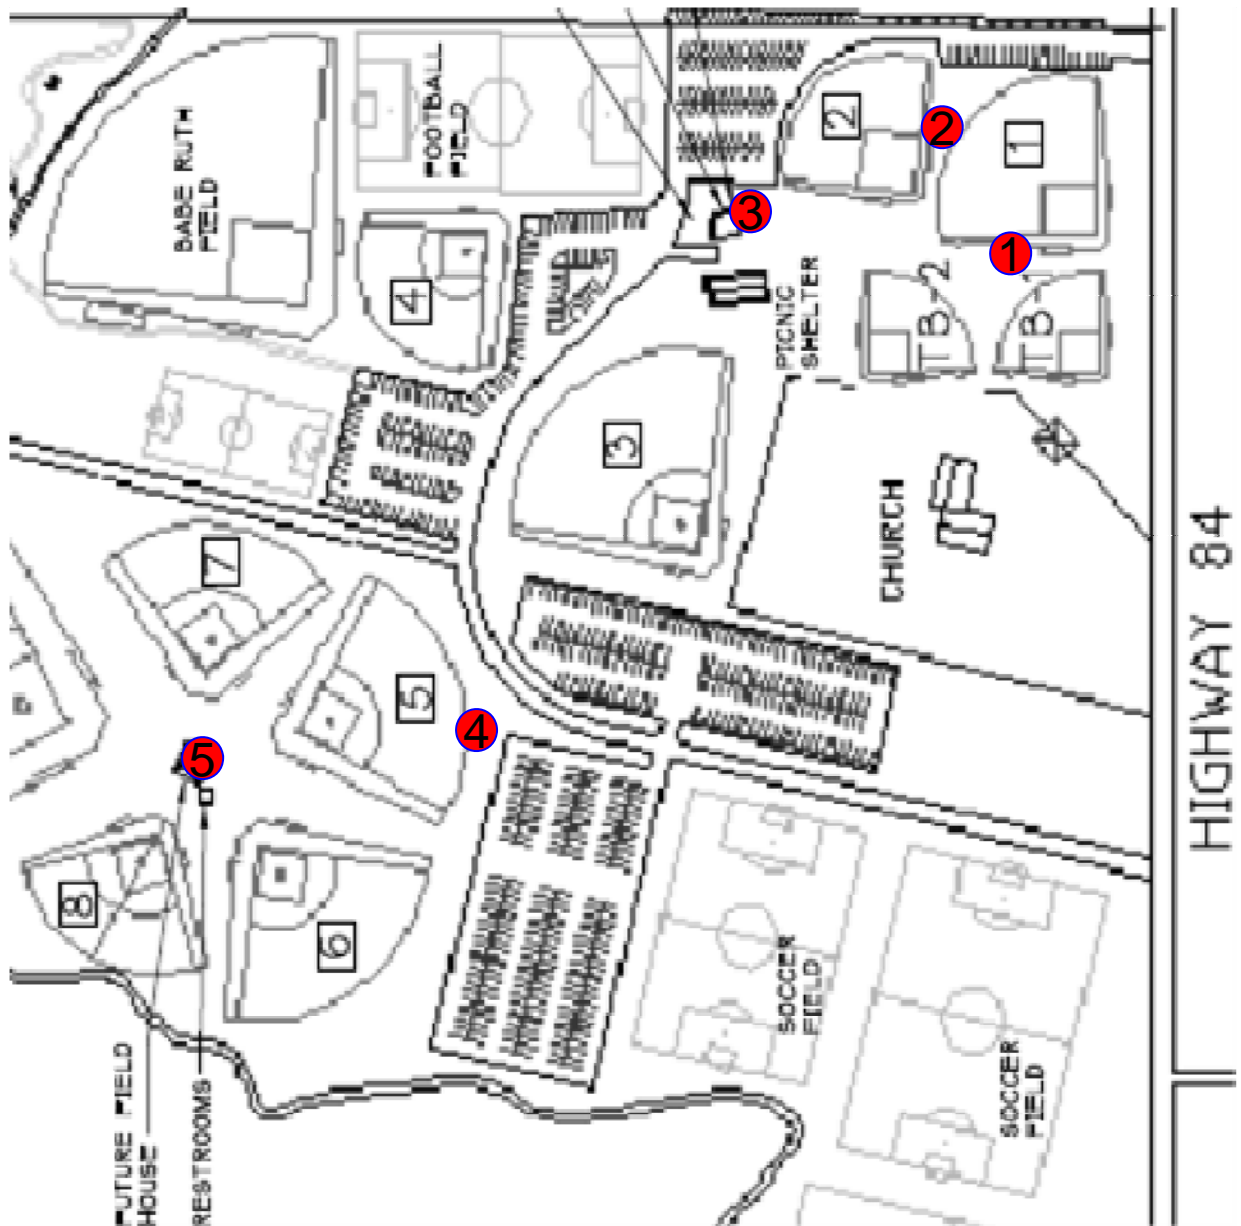 BABE RUTH
FIELD
FOOTBALL
FIELD
2
1
2
3
1
4
TB-2
TB-1
PICNIC
SHELTER
3
CHURCH
7
5
4
5
8
6
HIGHWAY 84
SOCCER
FIELD
SOCCER
FIELD
FUTURE FIELD
HOUSE
RESTROOMS